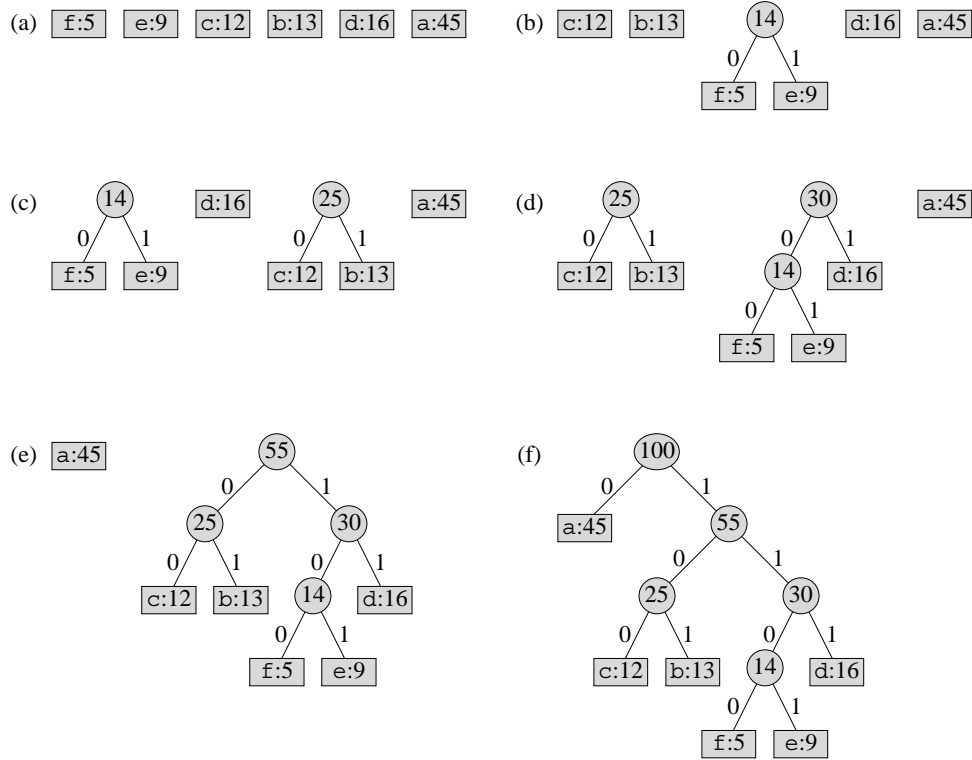 (a) f:5 e:9 c:12 b:13 d:16 a:45
(b) c:12 b:13 14 d:16 a:45
0 1
f:5 e:9
(c) 14 d:16 25 a:45
0 1 0 1
f:5 e:9 c:12 b:13
(d) 25 30 a:45
0 1 0 1
c:12 b:13 14 d:16
0 1
f:5 e:9
(e) a:45 55
0 1
25 30
0 1 0 1
c:12 b:13 14 d:16
0 1
f:5 e:9
(f) 100
0 1
a:45 55
0 1
25 30
0 1 0 1
c:12 b:13 14 d:16
0 1
f:5 e:9